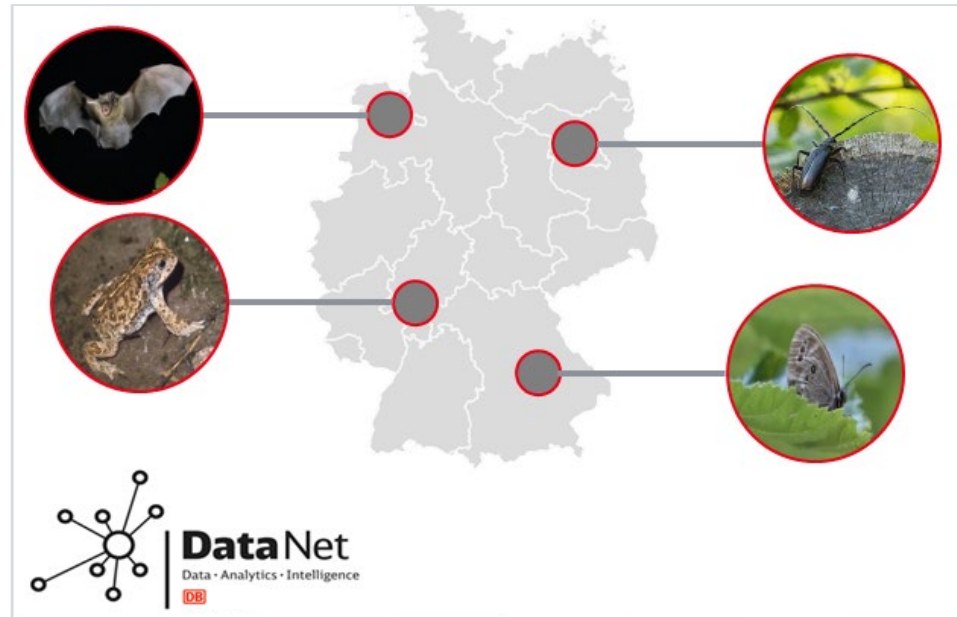 DataNet
Data · Analytics · Intelligence
DB